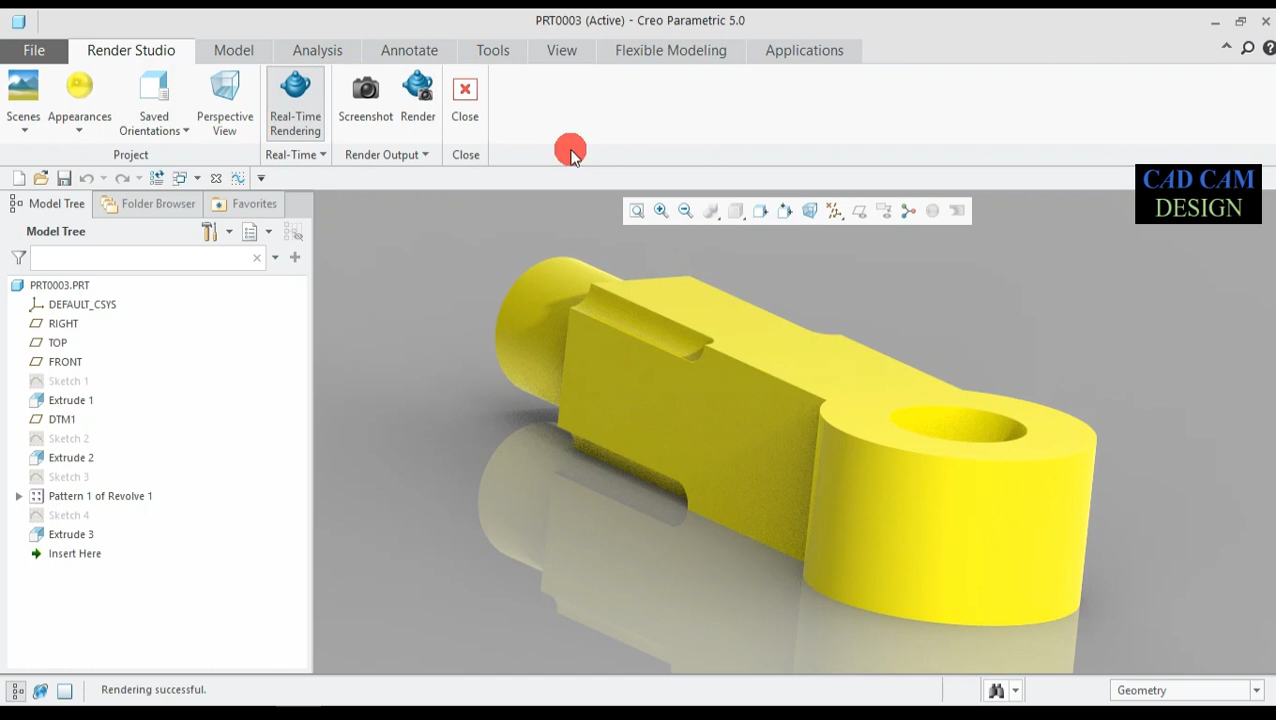 PRT0003 (Active) - Creo Parametric 5.0
File Render Studio Model Analysis Annotate Tools View Flexible Modeling Applications
Scenes Appearances Saved Orientations Perspective View Real-Time Rendering Screenshot Render Close
Project Real-Time Render Output Close
Model Tree Folder Browser Favorites
CAD CAM
DESIGN
Model Tree
PRT0003.PRT
DEFAULT_CSYS
RIGHT
TOP
FRONT
Sketch 1
Extrude 1
DTM1
Sketch 2
Extrude 2
Sketch 3
Pattern 1 of Revolve 1
Sketch 4
Extrude 3
Insert Here
Rendering successful.
Geometry